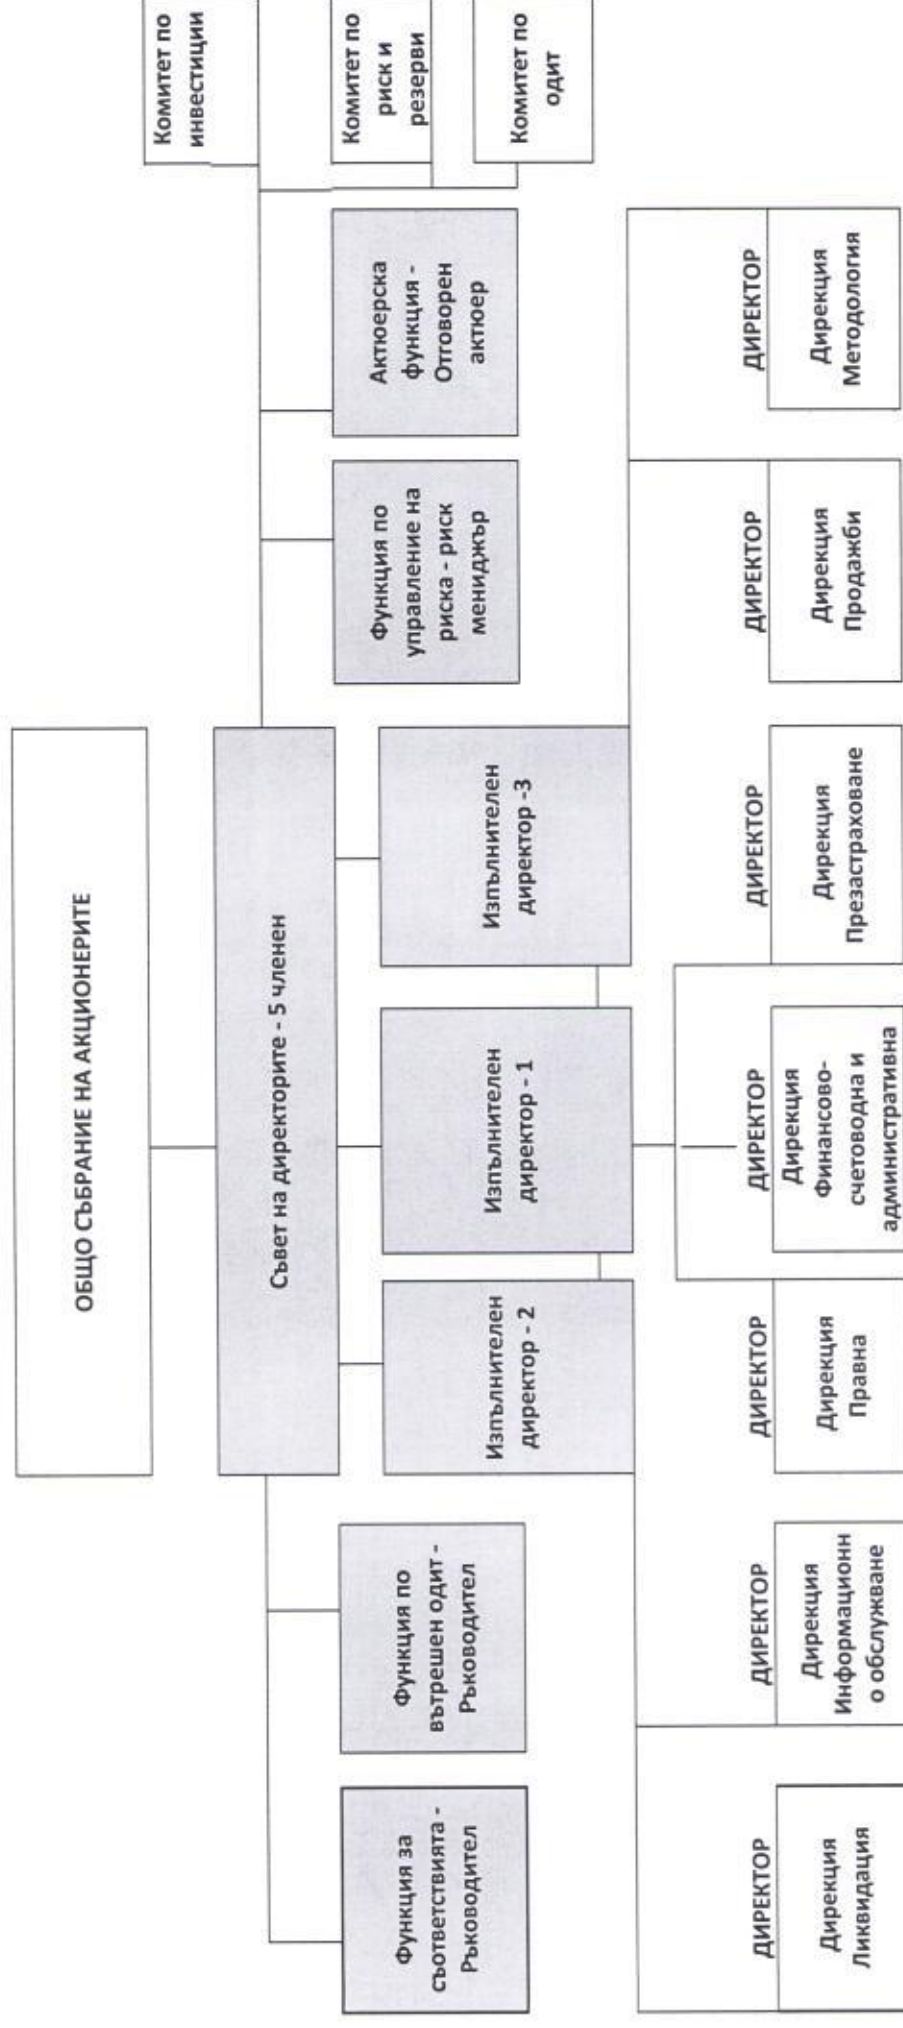 ОБЩО СЪБРАНИЕ НА АКЦИОНЕРИТЕ
Комитет по
инвестиции
Съвет на директорите - 5 членен
Комитет по
риск и
резерви
Комитет по
одит
Функция за
съответствията -
Ръководител
Функция по
вътрешен одит -
Ръководител
Изпълнителен
директор - 2
Изпълнителен
директор - 1
Изпълнителен
директор -3
Функция по
управление на
риска - риск
мениджър
Актюерска
функция -
Отговорен
актюер
ДИРЕКТОР
Дирекция
Ликвидация
ДИРЕКТОР
Дирекция
Информационн
о обслужване
ДИРЕКТОР
Дирекция
Правна
ДИРЕКТОР
Дирекция
Финансово-
счетоводна и
административна
ДИРЕКТОР
Дирекция
Презастраховане
ДИРЕКТОР
Дирекция
Продажби
ДИРЕКТОР
Дирекция
Методология